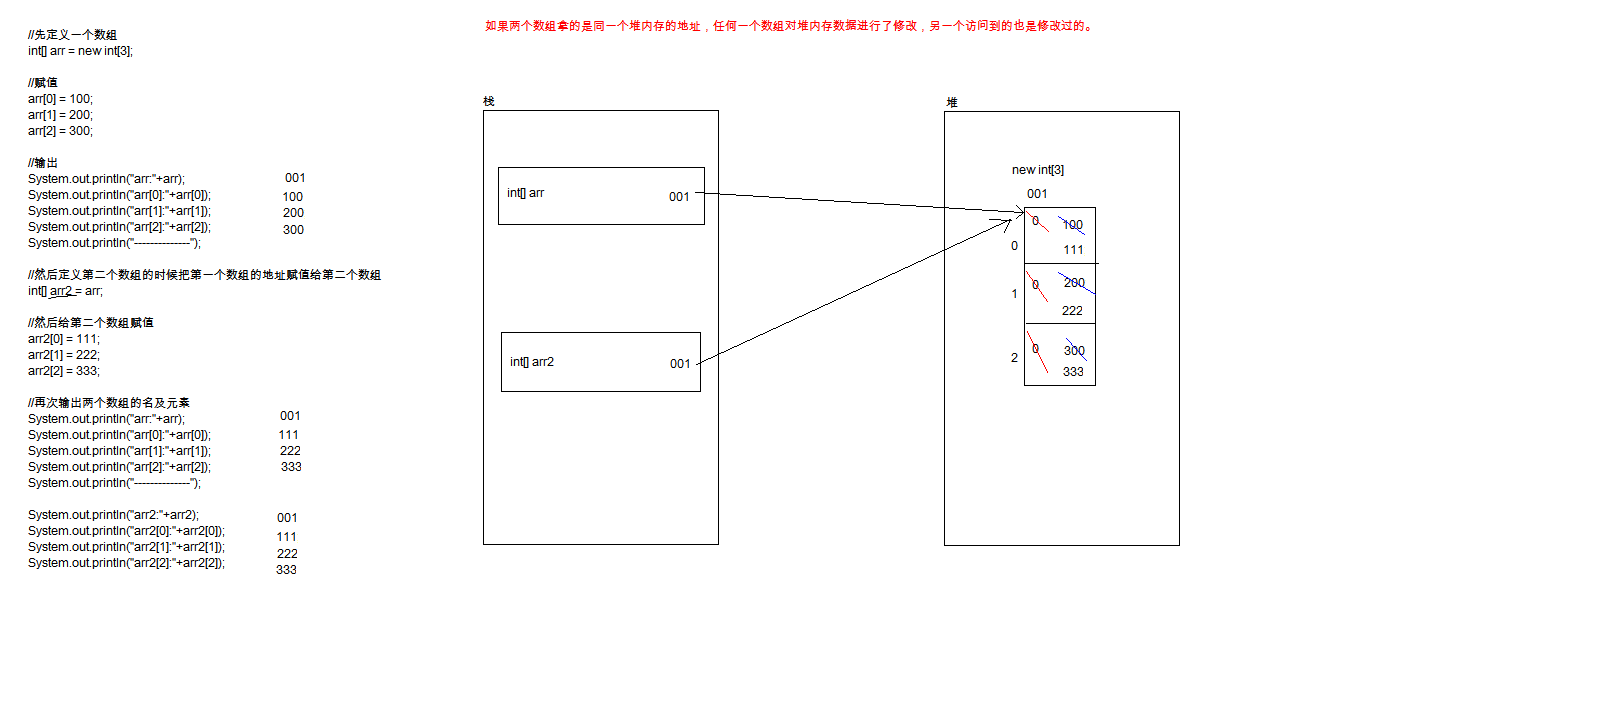 //先定义一个数组
int[] arr = new int[3];
//赋值
arr[0] = 100;
arr[1] = 200;
arr[2] = 300;
//输出
System.out.println("arr:"+arr); 001
System.out.println("arr[0]:"+arr[0]); 100
System.out.println("arr[1]:"+arr[1]); 200
System.out.println("arr[2]:"+arr[2]); 300
System.out.println("--------------");
//然后定义第二个数组的时候把第一个数组的地址赋值给第二个数组
int[] arr2 = arr;
//然后给第二个数组赋值
arr2[0] = 111;
arr2[1] = 222;
arr2[2] = 333;
//再次输出两个数组的名及元素
System.out.println("arr:"+arr); 001
System.out.println("arr[0]:"+arr[0]); 111
System.out.println("arr[1]:"+arr[1]); 222
System.out.println("arr[2]:"+arr[2]); 333
System.out.println("--------------");
System.out.println("arr2:"+arr2); 001
System.out.println("arr2[0]:"+arr2[0]); 111
System.out.println("arr2[1]:"+arr2[1]); 222
System.out.println("arr2[2]:"+arr2[2]); 333
如果两个数组拿的是同一个堆内存的地址，任何一个数组对堆内存数据进行了修改，另一个访问到的也是修改过的。
栈
int[] arr 001
int[] arr2 001
堆
new int[3]
001
0 100
0 111
0 200
1
222
0 300
2 333